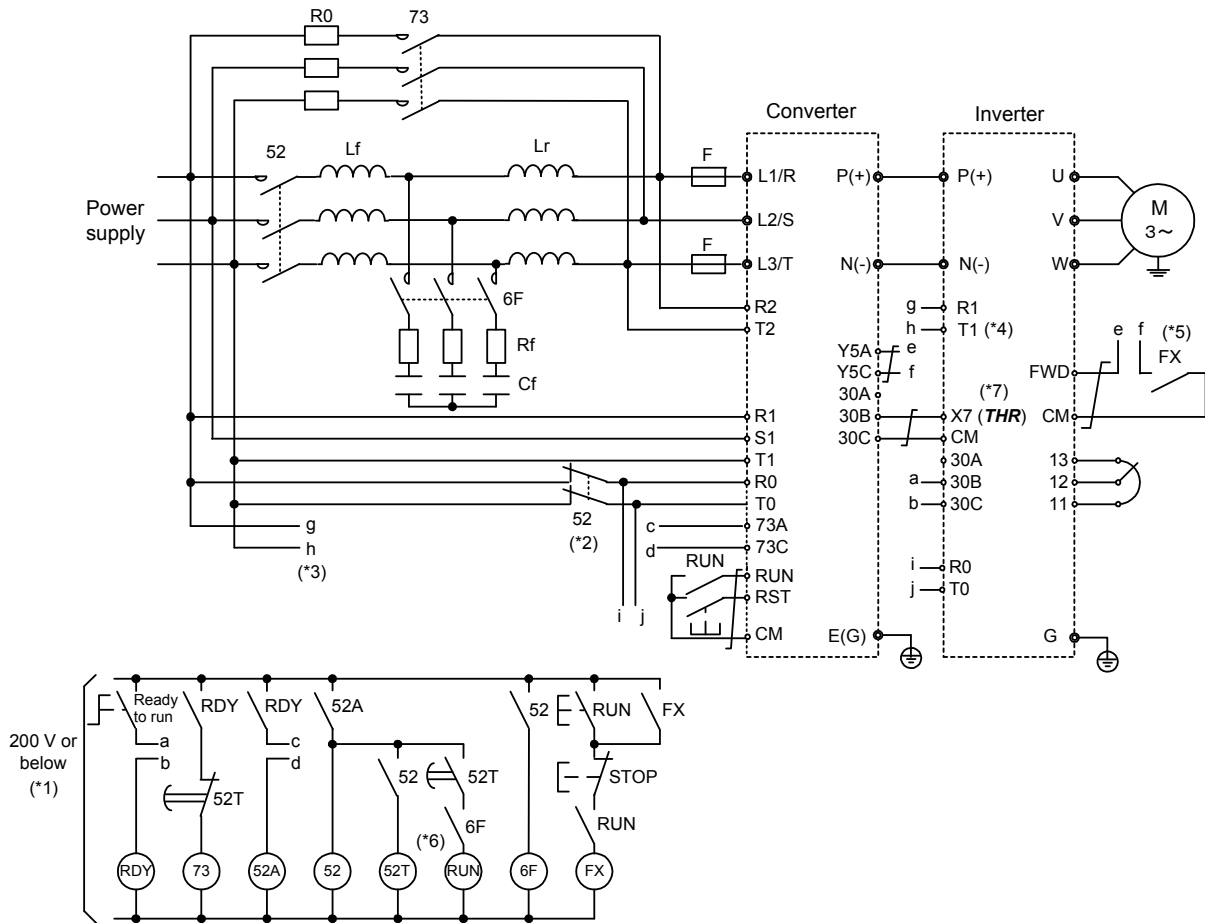 R0
73
Converter
Inverter
52
Lf
Lr
F
L1/R
P(+)
P(+)
U
Power
supply
L2/S
V
M
3～
F
L3/T
N(-)
N(-)
W
6F
R2
g
R1
T2
h
T1 (*4)
e
f
(*5)
Rf
Y5A
e
FX
Y5C
f
FWD
Cf
30A
(*7)
R1
30B
X7 (THR)
CM
S1
30C
CM
T1
30A
13
R0
a
30B
12
T0
b
30C
11
g
52
c
73A
h
(*2)
d
73C
(*3)
i
R0
RUN
RUN
j
T0
RST
i
j
CM
E(G)
G
Ready
to run
RDY
RDY
52A
52
RUN
FX
200 V or
below
(*1)
a
b
c
d
52
52T
STOP
52T
(*6)
6F
RUN
RDY
73
52A
52
52T
RUN
6F
FX